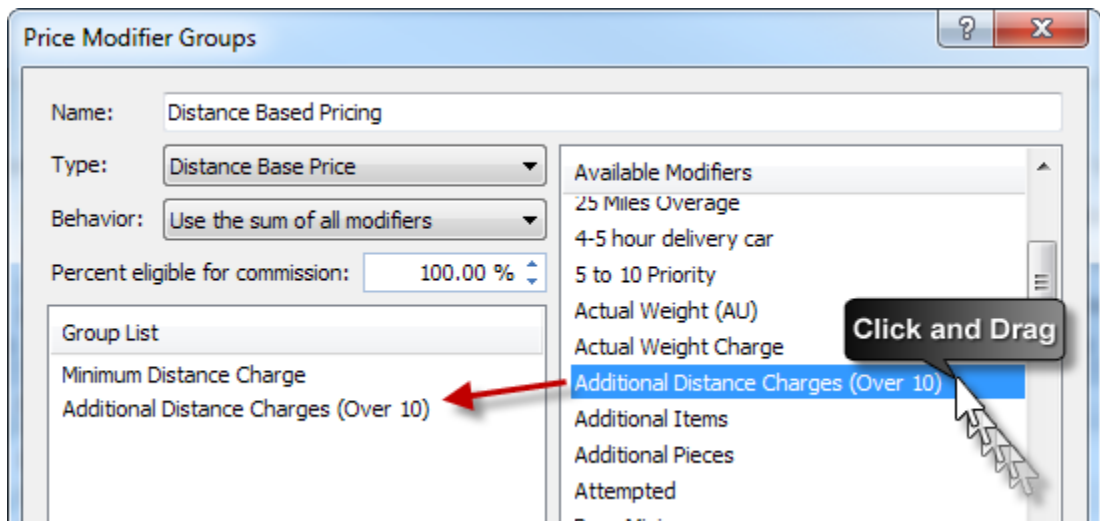 Price Modifier Groups
Name: Distance Based Pricing
Type: Distance Base Price
Behavior: Use the sum of all modifiers
Percent eligible for commission: 100.00 %
Group List
Minimum Distance Charge
Additional Distance Charges (Over 10)
Available Modifiers
25 Miles Overage
4-5 hour delivery car
5 to 10 Priority
Actual Weight (AU)
Actual Weight Charge
Click and Drag
Additional Distance Charges (Over 10)
Additional Items
Additional Pieces
Attempted